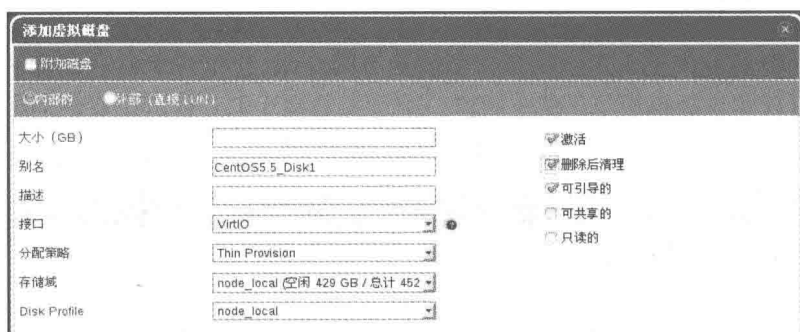 添加虚拟磁盘
附加磁盘
内部的 外部 (直接 LUN)
大小 (GB)
激活
别名 CentOS5.5_Disk1
删除后清理
描述
可引导的
接口 VirtIO
可共享的
分配策略 Thin Provision
只读的
存储域 node_local (空闲 429 GB / 总计 452
Disk Profile node_local